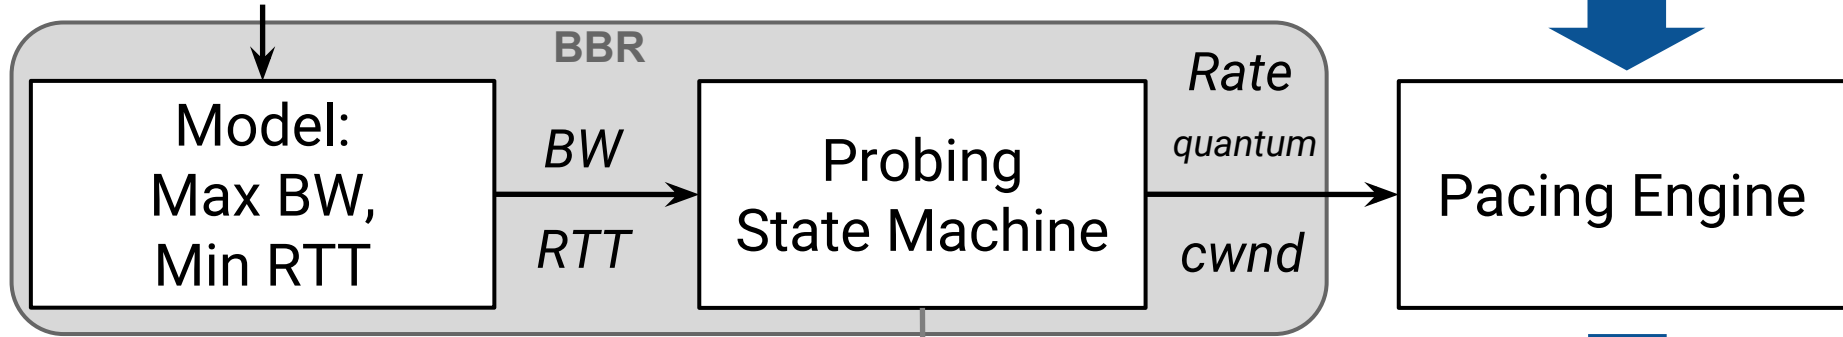 BBR
Model:
Max BW,
Min RTT
BW
RTT
Probing
State Machine
Rate
quantum
cwnd
Pacing Engine